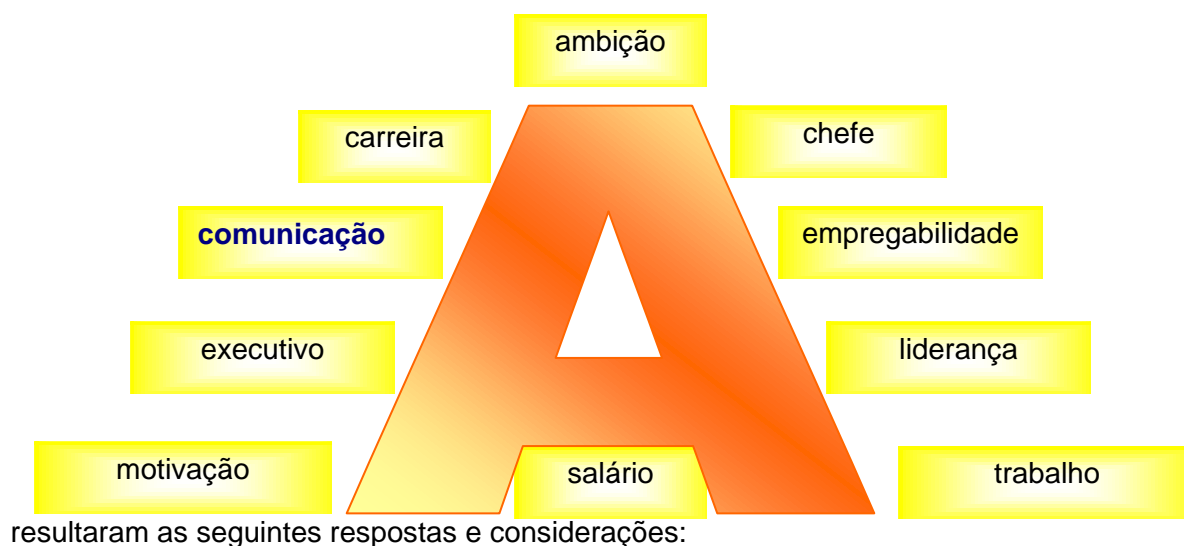 ambição
carreira
chefe
comunicação
empregabilidade
executivo
liderança
motivação
A
salário
trabalho
resultaram as seguintes respostas e considerações: